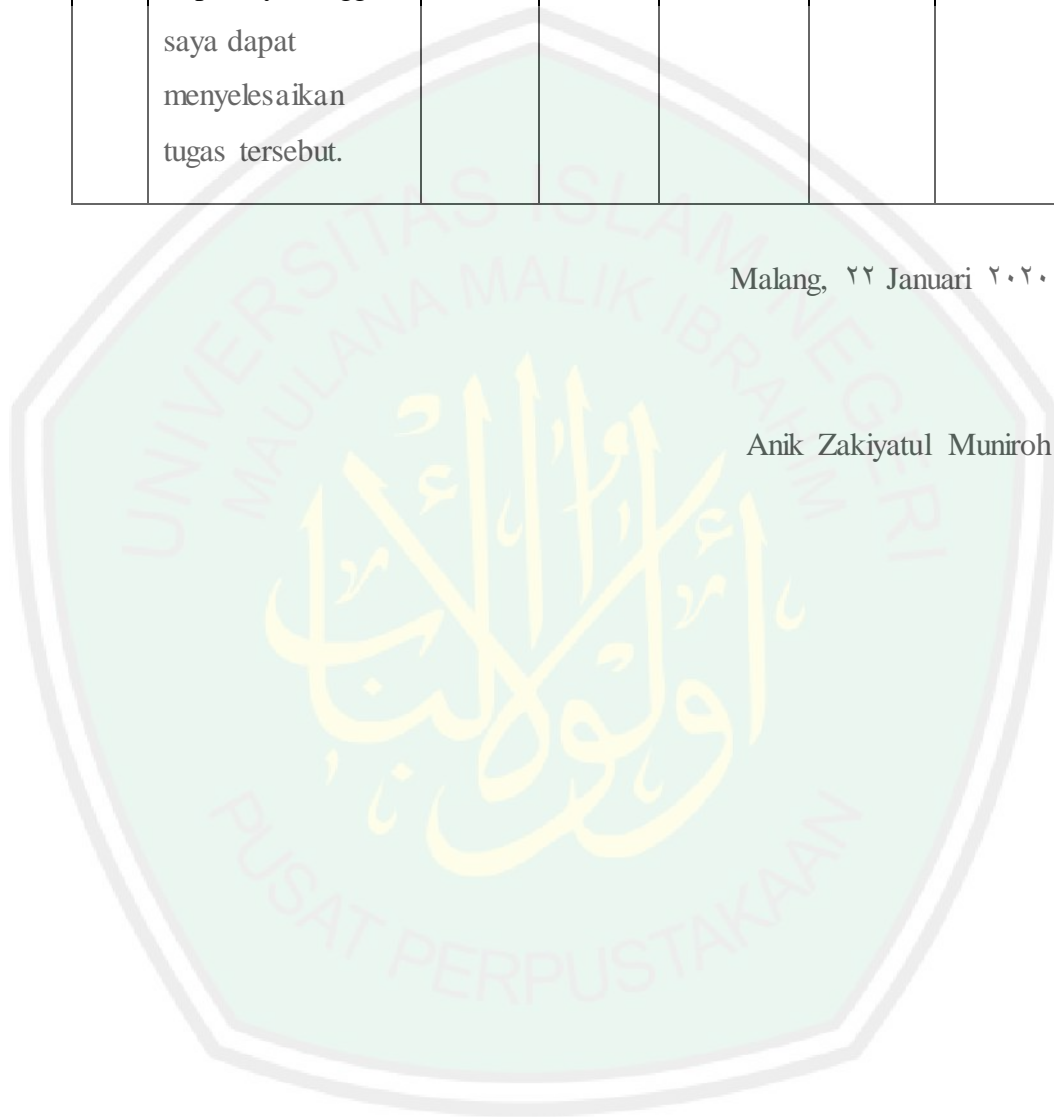 saya dapat
menyelesaikan
tugas tersebut.
Malang, ٢٢ Januari ٢٠٢٠
Anik Zakiyatul Muniroh
UNIVERSITAS ISLAM NEGERI
MAULANA MALIK IBRAHIM
PUSAT PERPUSTAKAAN